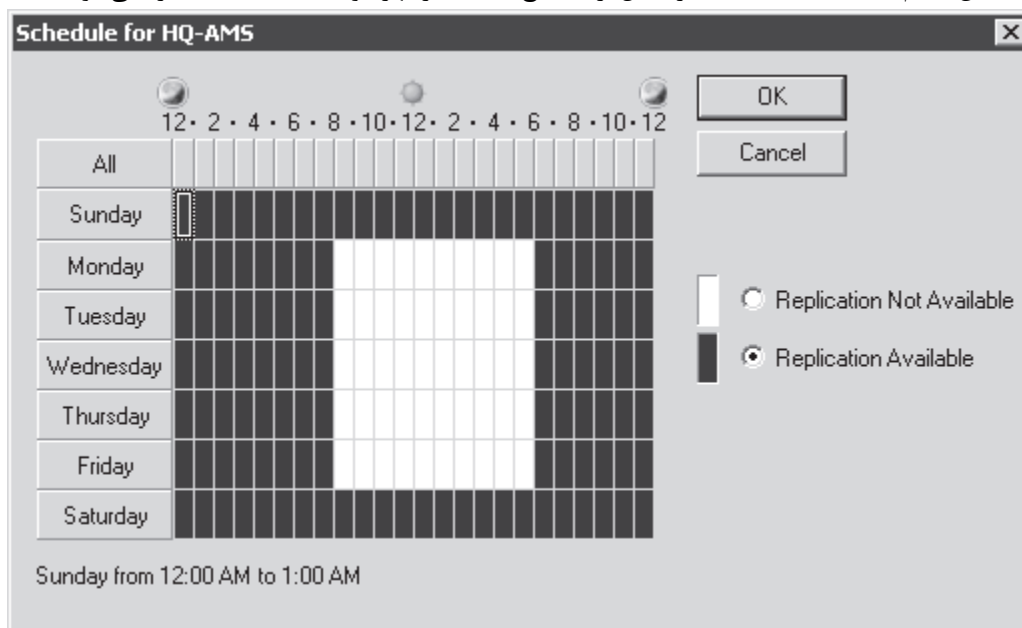 Schedule for HQ-AMS
OK
12 · 2 · 4 · 6 · 8 · 10 · 12 · 2 · 4 · 6 · 8 · 10 · 12
Cancel
All
Sunday
Monday
Tuesday
Wednesday
Thursday
Friday
Saturday
Replication Not Available
Replication Available
Sunday from 12:00 AM to 1:00 AM